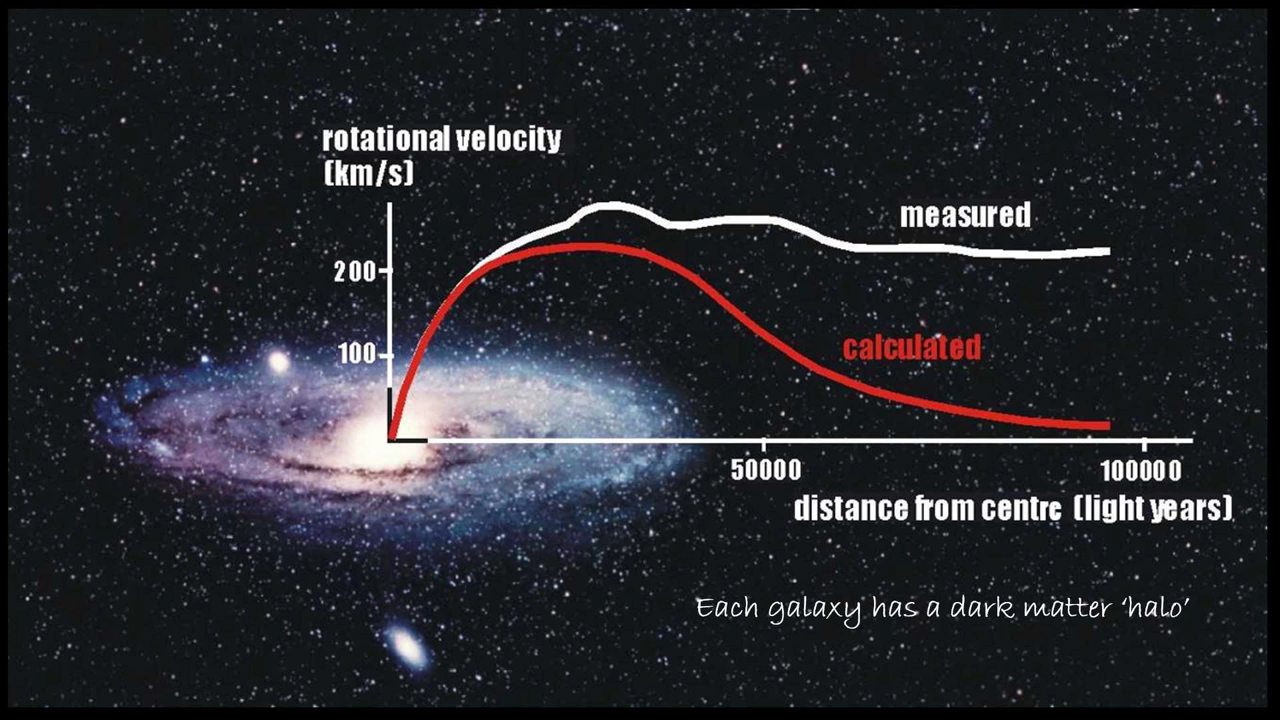 rotational velocity
(km/s)
measured
200
100
calculated
50000
100000
distance from centre (light years)
Each galaxy has a dark matter ‘halo’